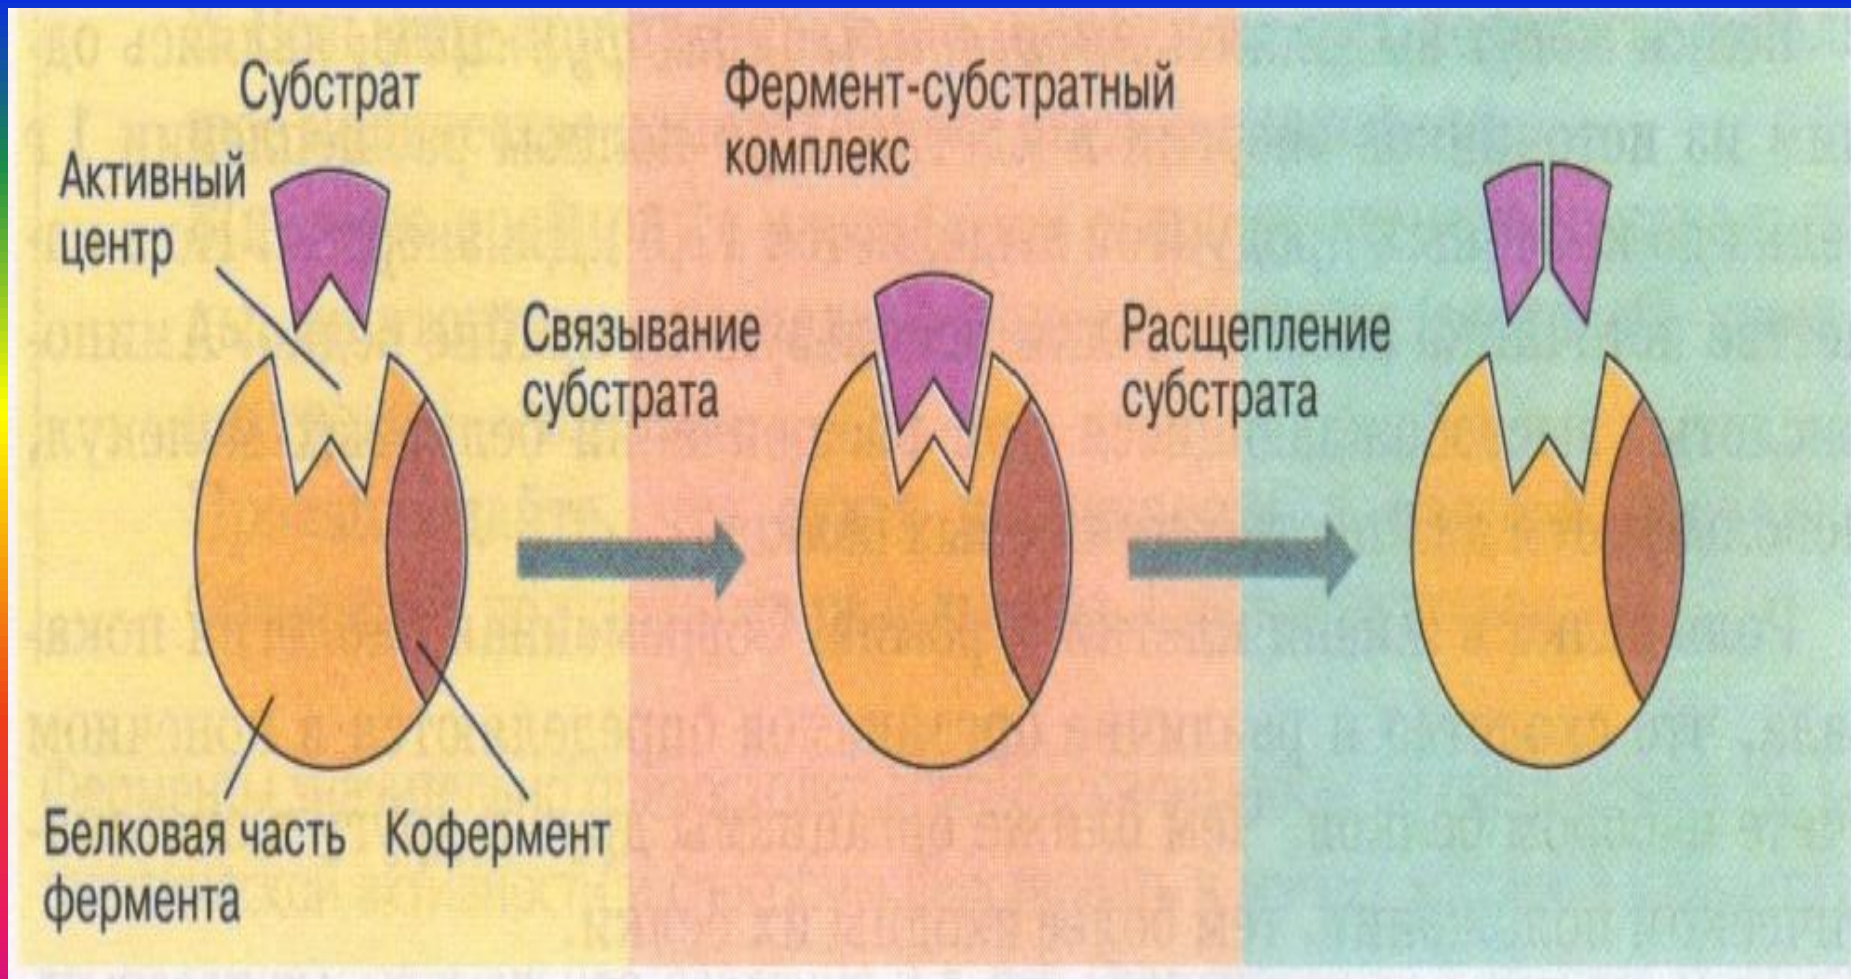 Субстрат
Активный
центр
Белковая часть
фермента
Кофермент
Связывание
субстрата
Фермент-субстратный
комплекс
Расщепление
субстрата